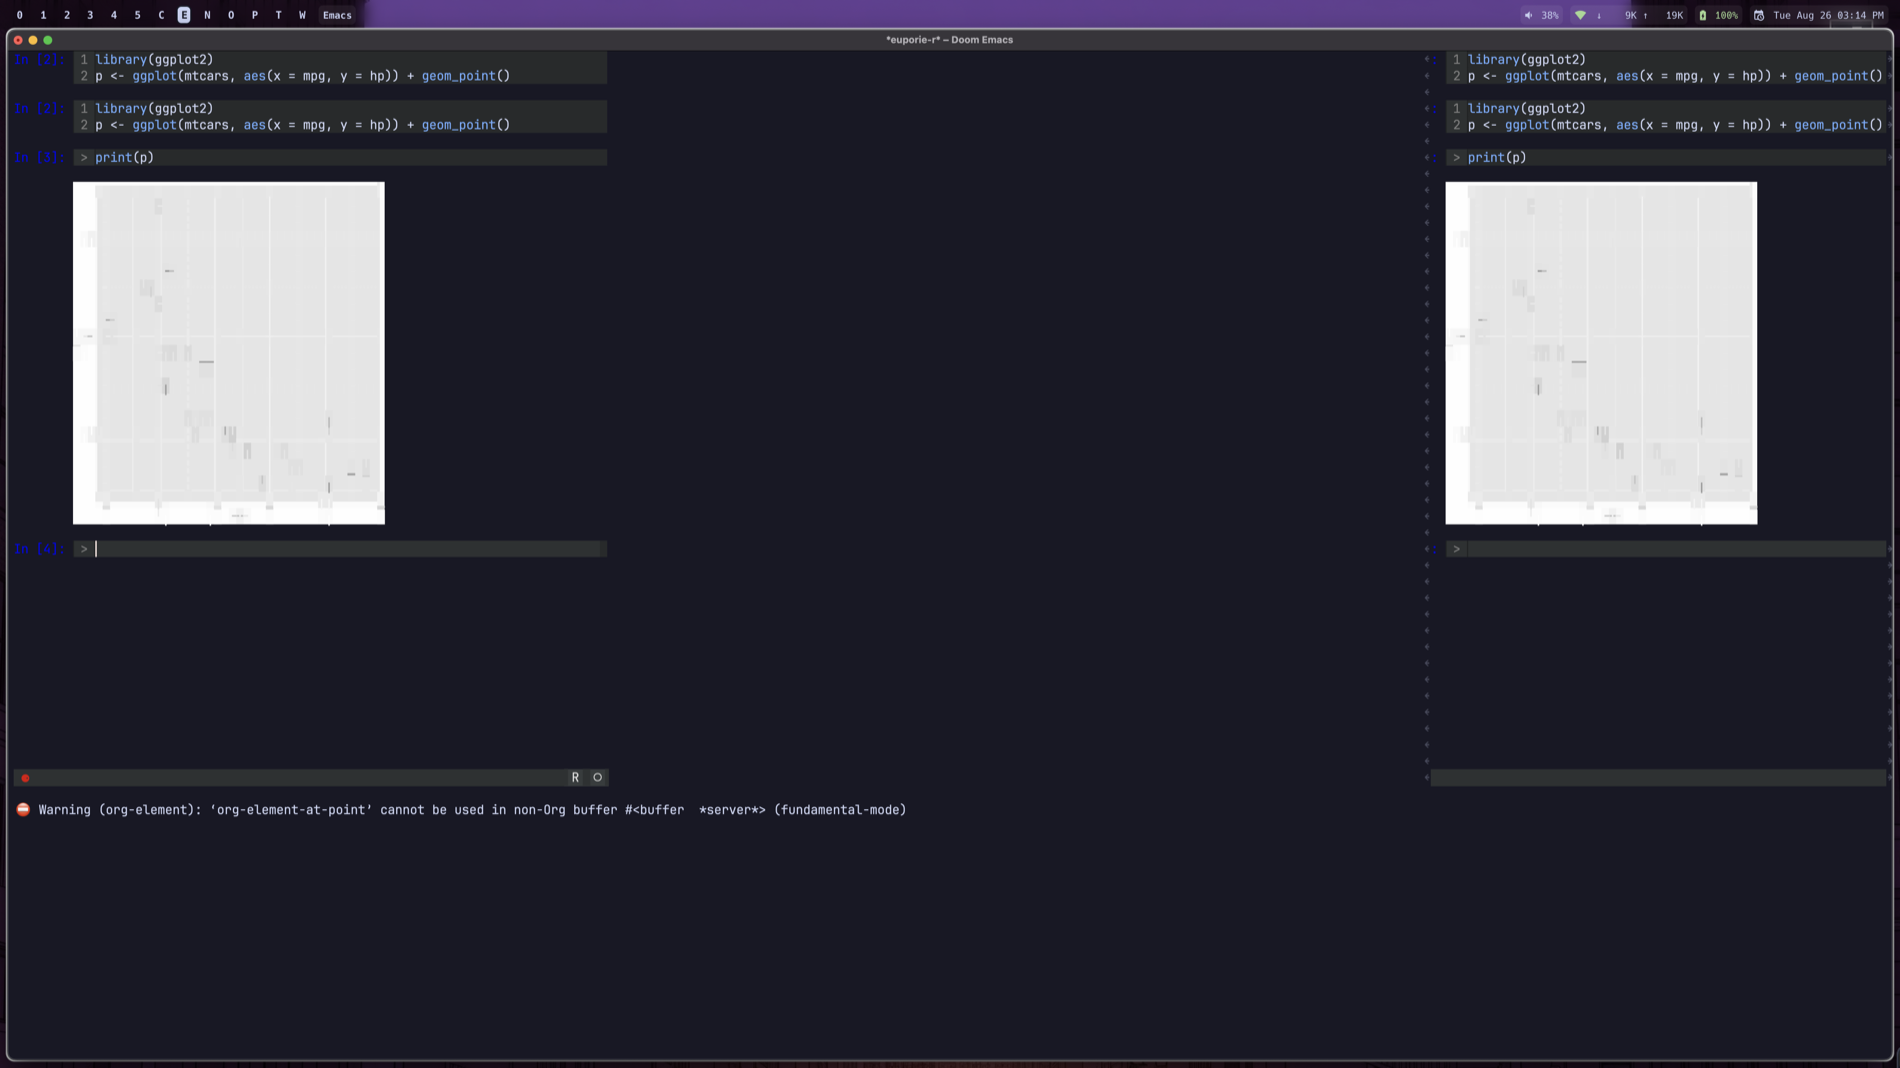 0 1 2 3 4 5 C E N O P T W Emacs
38% ↓ 9K ↑ 19K 100% Tue Aug 26 03:14 PM
*euporie-r* – Doom Emacs
In [2]: 1 library(ggplot2)
2 p <- ggplot(mtcars, aes(x = mpg, y = hp)) + geom_point()
In [2]: 1 library(ggplot2)
2 p <- ggplot(mtcars, aes(x = mpg, y = hp)) + geom_point()
In [3]: > print(p)
In [4]: >
R
: 1 library(ggplot2)
2 p <- ggplot(mtcars, aes(x = mpg, y = hp)) + geom_point()
: 1 library(ggplot2)
2 p <- ggplot(mtcars, aes(x = mpg, y = hp)) + geom_point()
: > print(p)
: >
Warning (org-element): ‘org-element-at-point’ cannot be used in non-Org buffer #<buffer  *server*> (fundamental-mode)